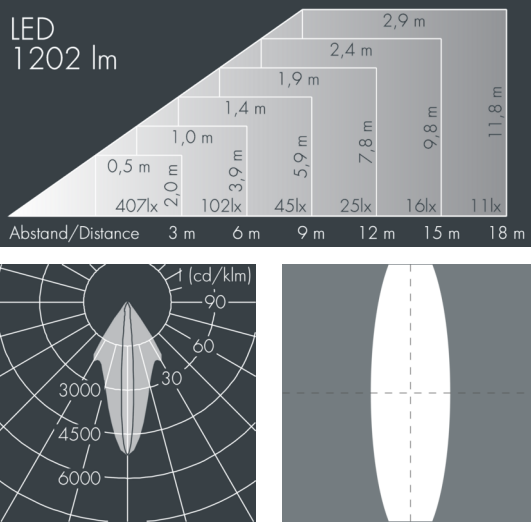 LED
1202 lm
2,9 m
2,4 m
1,9 m
1,4 m
1,0 m
0,5 m
2,0 m
3,9 m
5,9 m
7,8 m
9,8 m
11,8 m
407lx 102lx 45lx 25lx 16lx 11lx
Abstand/Distance 3 m 6 m 9 m 12 m 15 m 18 m
I (cd/klm)
90
60
30
3000
4500
6000